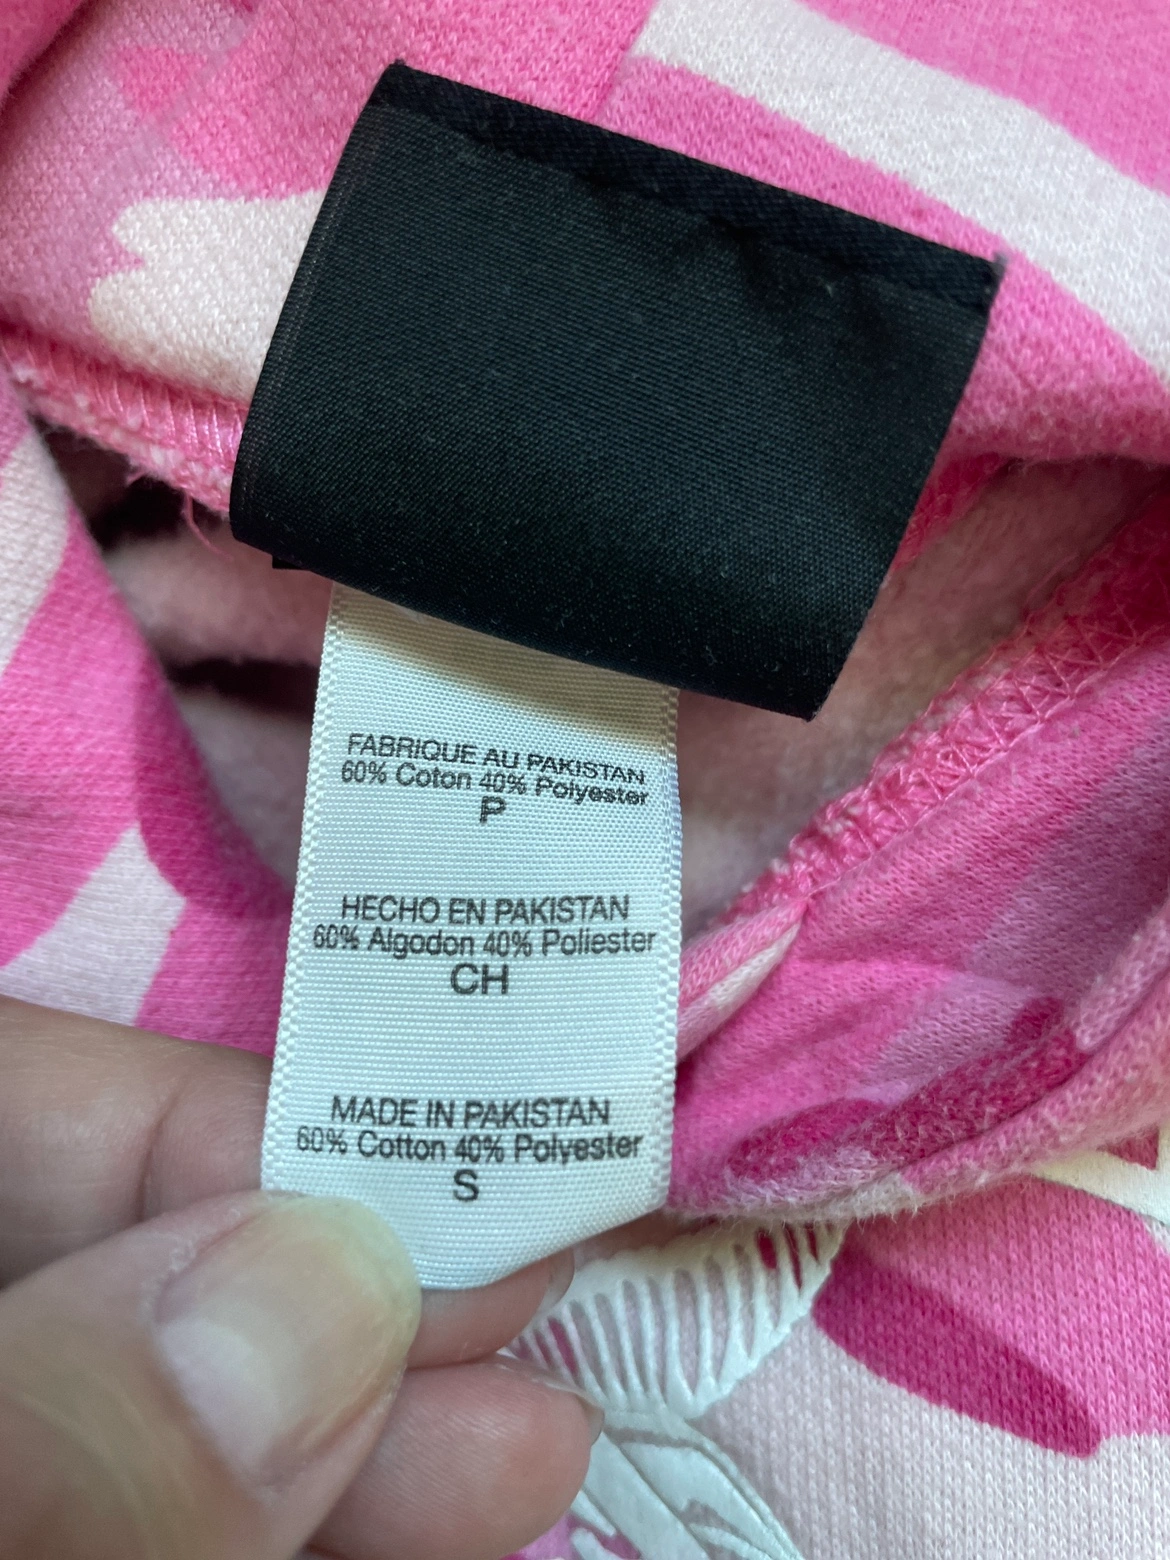 FABRIQUE AU PAKISTAN
60% Coton 40% Polyester
P
HECHO EN PAKISTAN
60% Algodon 40% Poliester
CH
MADE IN PAKISTAN
60% Cotton 40% Polyester
S